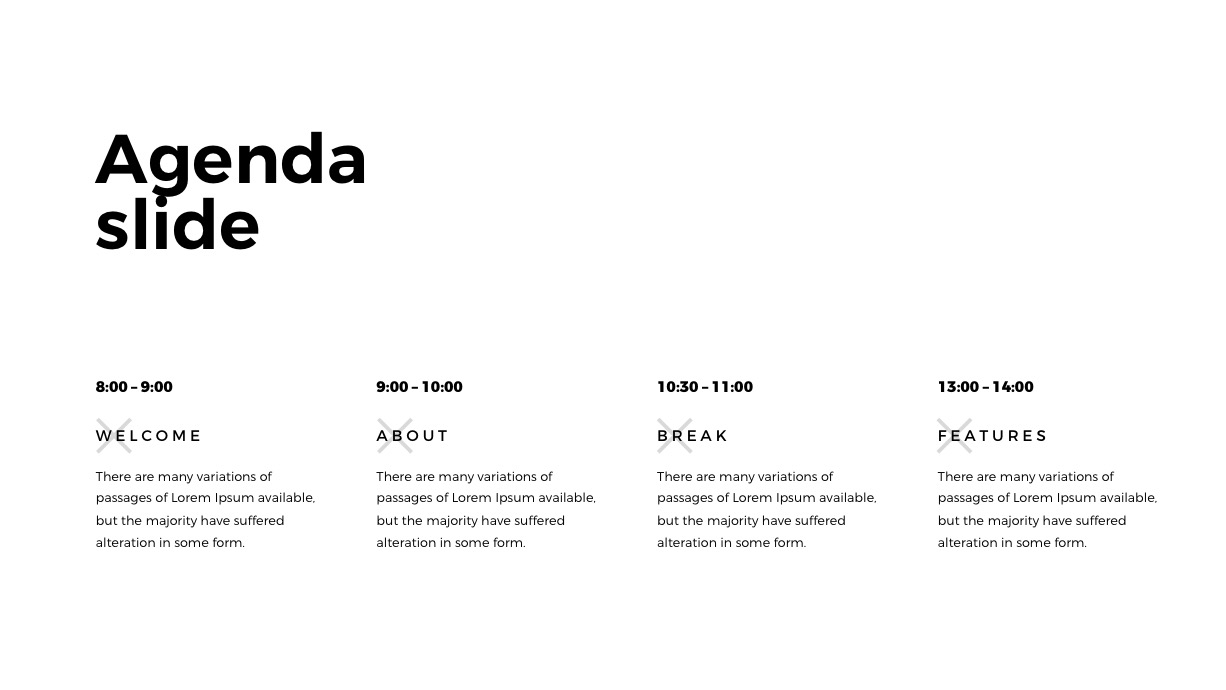 Agenda
slide
8:00 – 9:00
WELCOME
There are many variations of
passages of Lorem Ipsum available,
but the majority have suffered
alteration in some form.
9:00 – 10:00
ABOUT
There are many variations of
passages of Lorem Ipsum available,
but the majority have suffered
alteration in some form.
10:30 – 11:00
BREAK
There are many variations of
passages of Lorem Ipsum available,
but the majority have suffered
alteration in some form.
13:00 – 14:00
FEATURES
There are many variations of
passages of Lorem Ipsum available,
but the majority have suffered
alteration in some form.